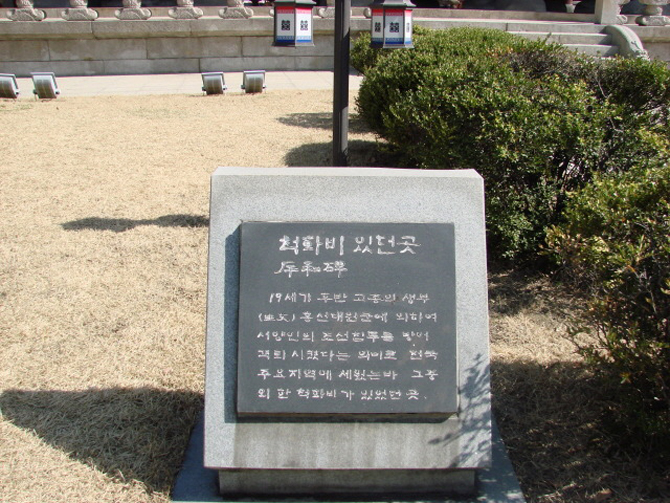 척화비 있던 곳
斥和碑
19세기 후반 고종의 생부
(生父) 흥선대원군에 의하여
서양인의 조선침투를 방어
격퇴 시켰다는 의미로 전국
주요지역에 세웠는바 그중
의 한 척화비가 있었던 곳.